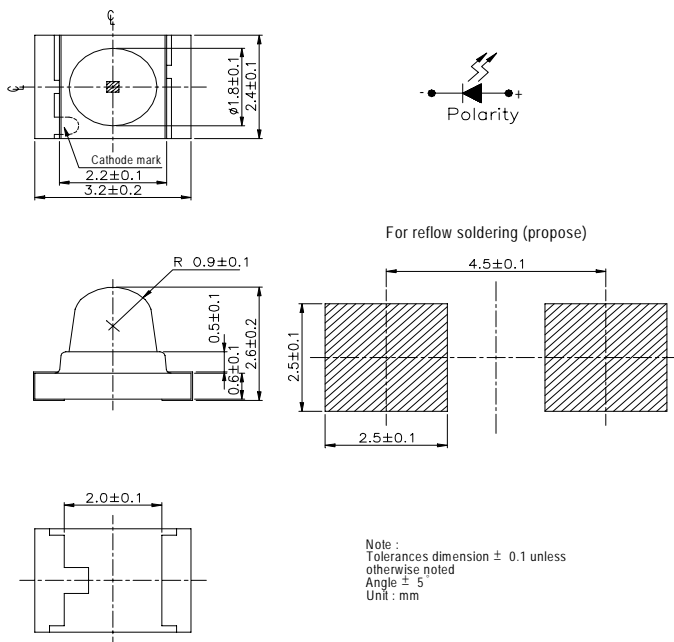 ℄
℄
ø1.8±0.1
2.4±0.1
Cathode mark
2.2±0.1
3.2±0.2
- +
Polarity
For reflow soldering (propose)
R 0.9±0.1
0.5±0.1
0.6±0.1
2.6±0.2
4.5±0.1
2.5±0.1
2.5±0.1
2.0±0.1
Note :
Tolerances dimension ± 0.1 unless
otherwise noted
Angle ± 5°
Unit : mm